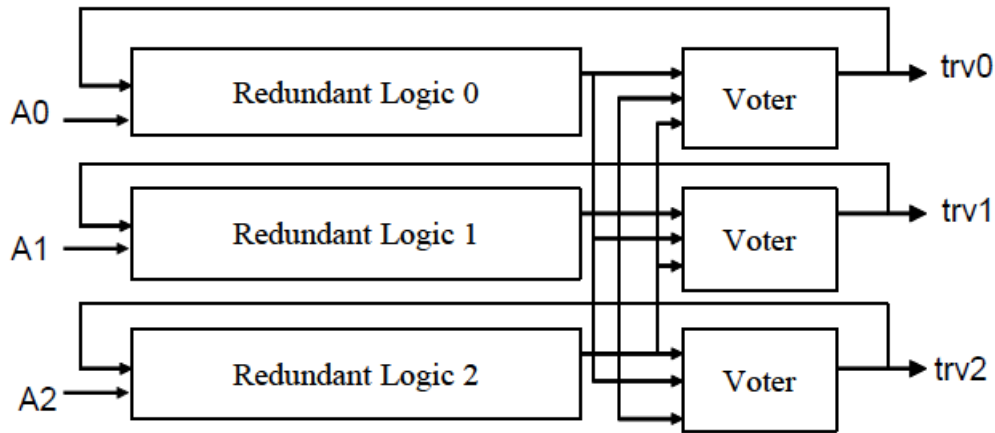 A0
Redundant Logic 0
Voter
trv0
A1
Redundant Logic 1
Voter
trv1
A2
Redundant Logic 2
Voter
trv2